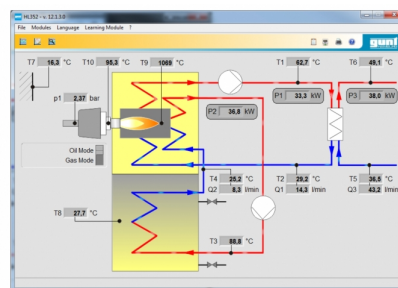 HL352 - v. 12.1.3.0
File Modules Language Learning Module ?
gunt
T7 16,3 °C T10 95,3 °C T9 1069 °C T1 62,7 °C T6 49,1 °C
p1 2,37 bar
P1 33,3 kW P3 38,0 kW
P2 36,8 kW
Oil Mode
Gas Mode
T4 25,2 °C T2 29,2 °C T5 36,5 °C
Q2 8,3 l/min Q1 14,3 l/min Q3 43,2 l/min
T8 27,7 °C
T3 88,8 °C